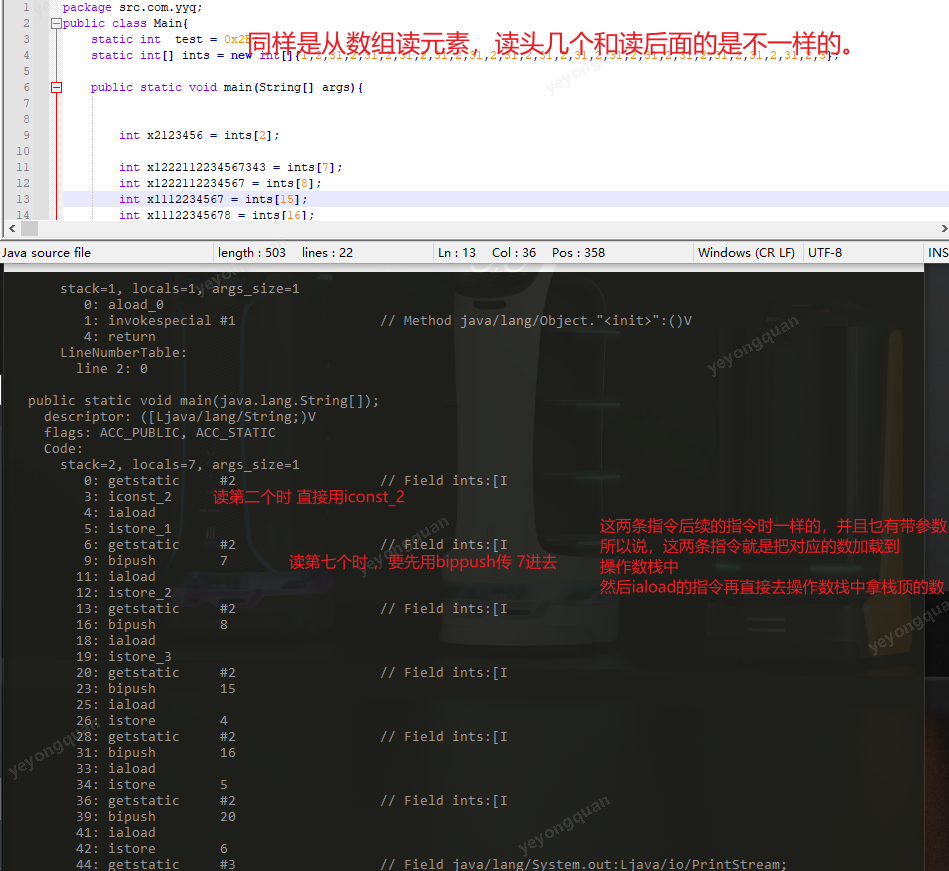 1 package src.com.yyq;
2 public class Main{
3 static int test = 0x2
同样是从数组读元素，读头几个和读后面的是不一样的。
4 static int[] ints = new int[]{1,2,31,2,31,2,31,2,31,2,31,2,31,2,31,2,31,2,31,2,31,2,31,2,31,2,31,2,31,2,31,2,3};
5
6 public static void main(String[] args){
7
8
9 int x2123456 = ints[2];
10
11 int x1222112234567343 = ints[7];
12 int x1222112234567 = ints[8];
13 int x1112234567 = ints[15];
14 int x11122345678 = ints[16];
Java source file length : 503 lines : 22 Ln : 13 Col : 36 Pos : 358 Windows (CR LF) UTF-8 INS
stack=1, locals=1, args_size=1
0: aload_0
1: invokespecial #1 // Method java/lang/Object."<init>":()V
4: return
LineNumberTable:
line 2: 0
public static void main(java.lang.String[]);
descriptor: ([Ljava/lang/String;)V
flags: ACC_PUBLIC, ACC_STATIC
Code:
stack=2, locals=7, args_size=1
0: getstatic #2 // Field ints:[I
3: iconst_2 读第二个时 直接用iconst_2
4: iaload
5: istore_1
6: getstatic #2 // Field ints:[I
9: bipush 7 读第七个时，要先用bippush传 7进去
11: iaload
12: istore_2
13: getstatic #2 // Field ints:[I
16: bipush 8
18: iaload
19: istore_3
20: getstatic #2 // Field ints:[I
23: bipush 15
25: iaload
26: istore 4
28: getstatic #2 // Field ints:[I
31: bipush 16
33: iaload
34: istore 5
36: getstatic #2 // Field ints:[I
39: bipush 20
41: iaload
42: istore 6
44: getstatic #3 // Field java/lang/System.out:Ljava/io/PrintStream;
这两条指令后续的指令时一样的，并且乜有带参数
所以说，这两条指令就是把对应的数加载到
操作数栈中
然后iaload的指令再直接去操作数栈中拿栈顶的数
yeyongquan
yeyongquan
yeyongquan
yeyongquan
yeyongquan
yeyongquan